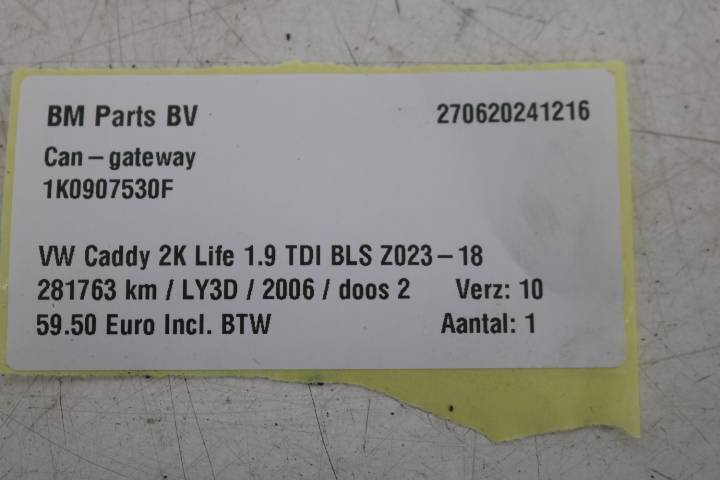 BM Parts BV 270620241216
Can-gateway
1K0907530F
VW Caddy 2K Life 1.9 TDI BLS Z023-18
281763 km / LY3D / 2006 / doos 2 Verz: 10
59.50 Euro Incl. BTW Aantal: 1